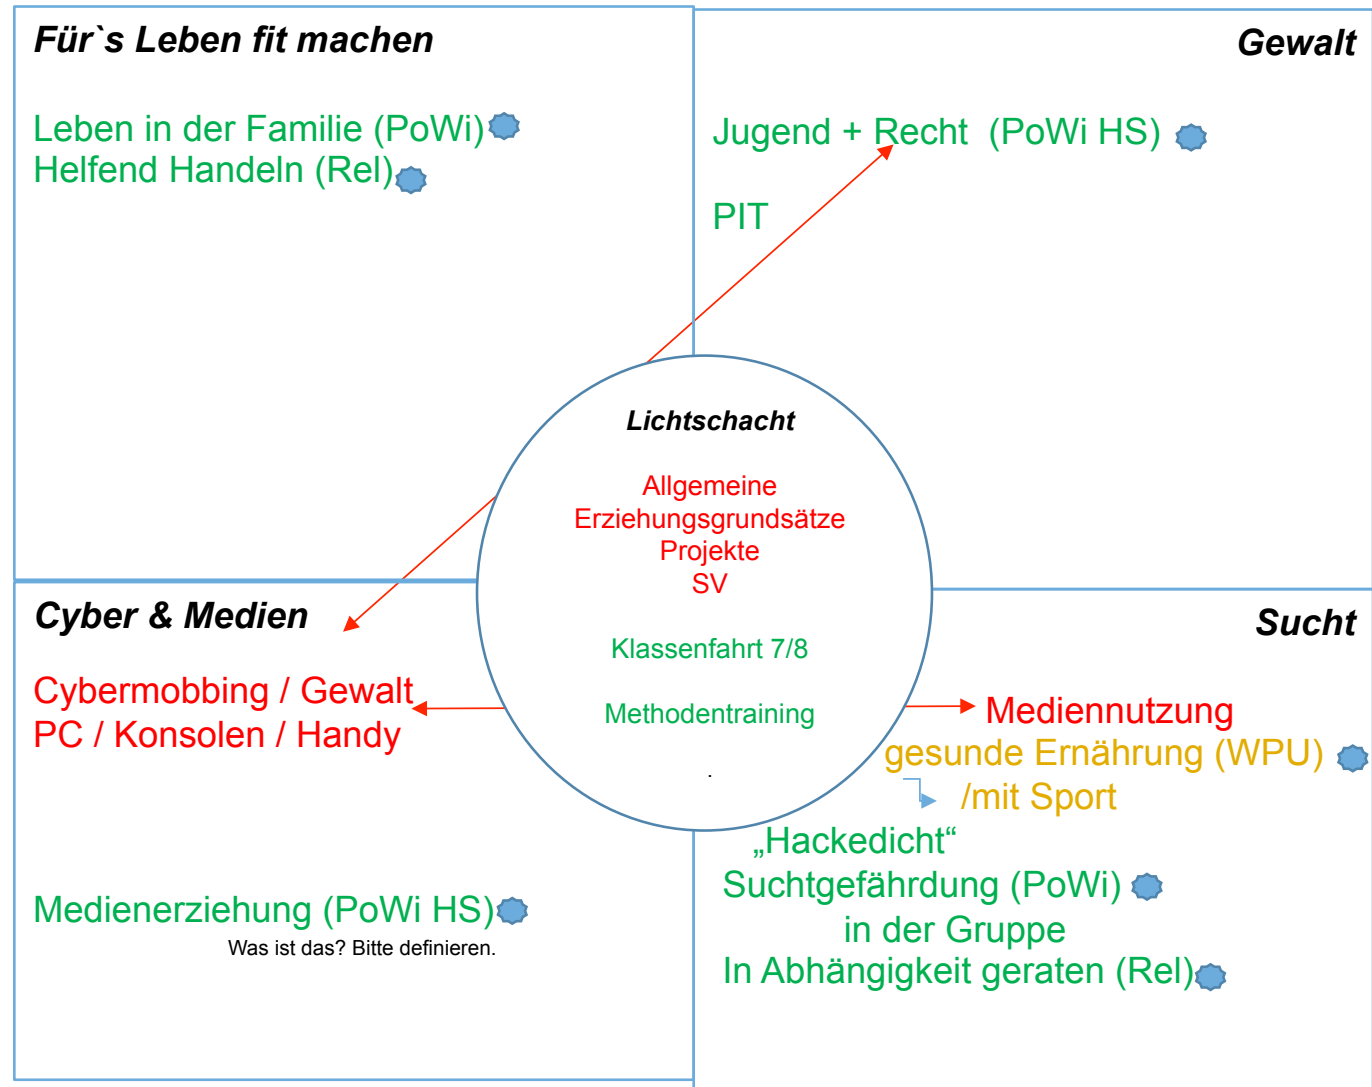 Für`s Leben fit machen
Leben in der Familie (PoWi)
Helfend Handeln (Rel)
Gewalt
Jugend + Recht (PoWi HS)
PIT
Lichtschacht
Allgemeine
Erziehungsgrundsätze
Projekte
SV
Klassenfahrt 7/8
Methodentraining
.
Cyber & Medien
Cybermobbing / Gewalt
PC / Konsolen / Handy
Medienerziehung (PoWi HS)
Was ist das? Bitte definieren.
Sucht
Mediennutzung
gesunde Ernährung (WPU)
/mit Sport
„Hackedicht“
Suchtgefährdung (PoWi)
in der Gruppe
In Abhängigkeit geraten (Rel)